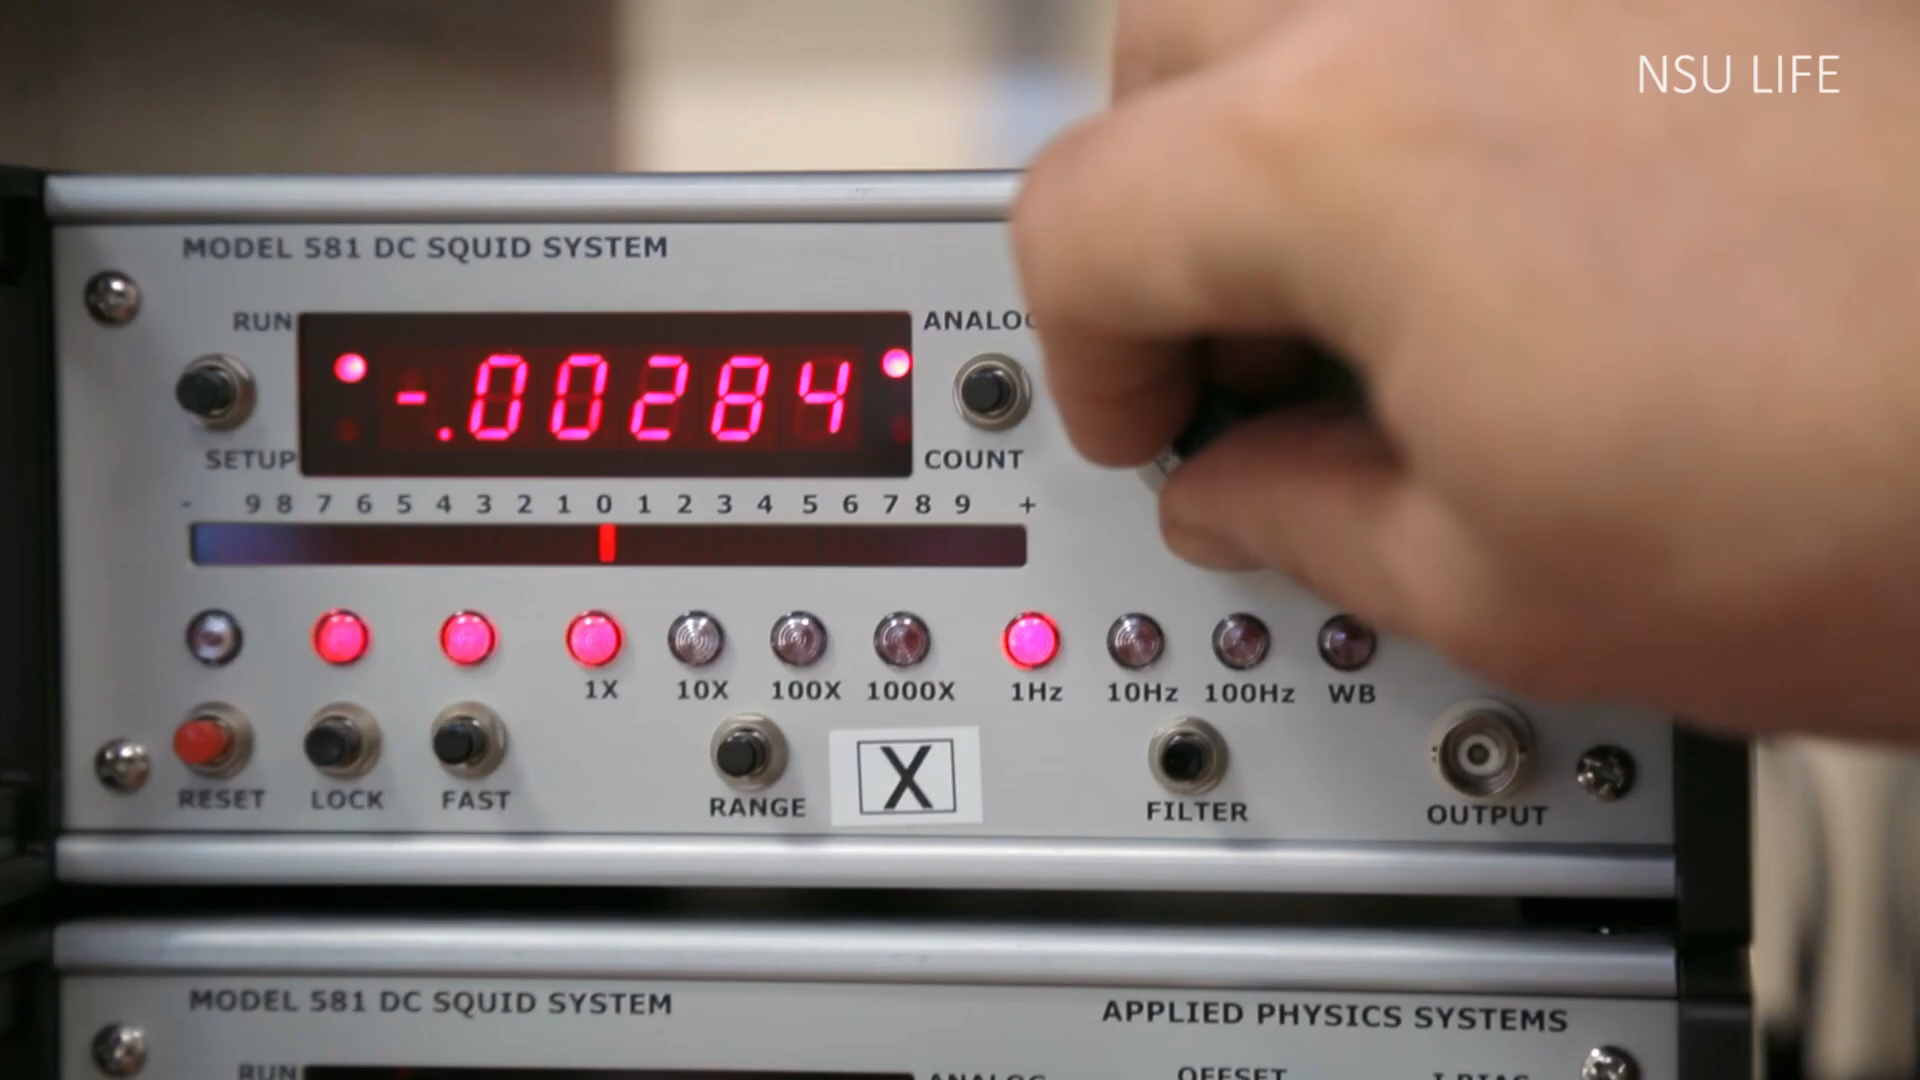 NSU LIFE
MODEL 581 DC SQUID SYSTEM
RUN
ANALOG
-.00284
SETUP
COUNT
- 9 8 7 6 5 4 3 2 1 0 1 2 3 4 5 6 7 8 9 +
1X 10X 100X 1000X 1Hz 10Hz 100Hz WB
X
RESET LOCK FAST RANGE FILTER OUTPUT
MODEL 581 DC SQUID SYSTEM
APPLIED PHYSICS SYSTEMS
RUN
ANALOG
OFFSET
I BIAS